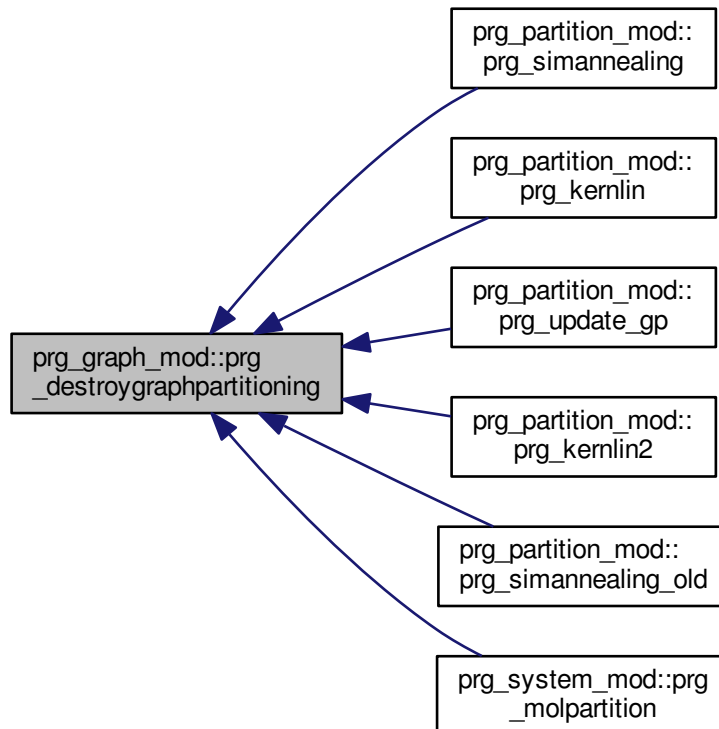 prg_partition_mod::
prg_simannealing
prg_partition_mod::
prg_kernlin
prg_partition_mod::
prg_update_gp
prg_graph_mod::prg
_destroygraphpartitioning
prg_partition_mod::
prg_kernlin2
prg_partition_mod::
prg_simannealing_old
prg_system_mod::prg
_molpartition